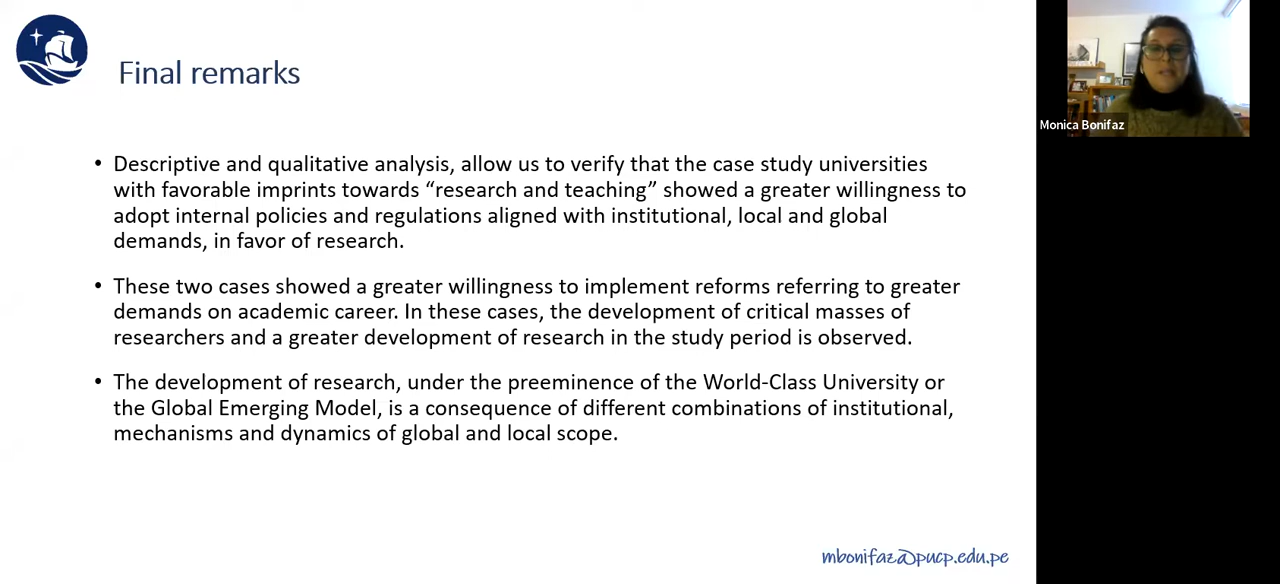 Final remarks
Monica Bonifaz
• Descriptive and qualitative analysis, allow us to verify that the case study universities
with favorable imprints towards “research and teaching” showed a greater willingness to
adopt internal policies and regulations aligned with institutional, local and global
demands, in favor of research.
• These two cases showed a greater willingness to implement reforms referring to greater
demands on academic career. In these cases, the development of critical masses of
researchers and a greater development of research in the study period is observed.
• The development of research, under the preeminence of the World-Class University or
the Global Emerging Model, is a consequence of different combinations of institutional,
mechanisms and dynamics of global and local scope.
mbonifaz@pucp.edu.pe